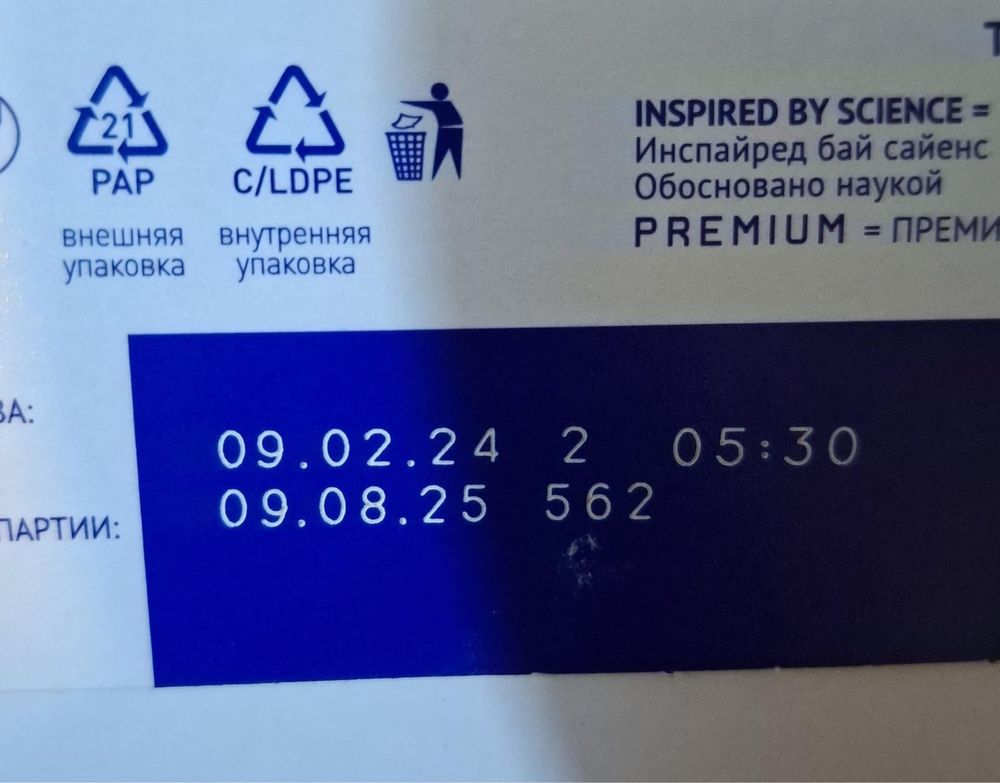 INSPIRED BY SCIENCE =
Инспайред бай сайенс
Обосновано наукой
PREMIUM =
21
PAP
C/LDPE
внешняя
упаковка
внутренняя
упаковка
09.02.24 2 05:30
09.08.25 562
ПАРТИИ: